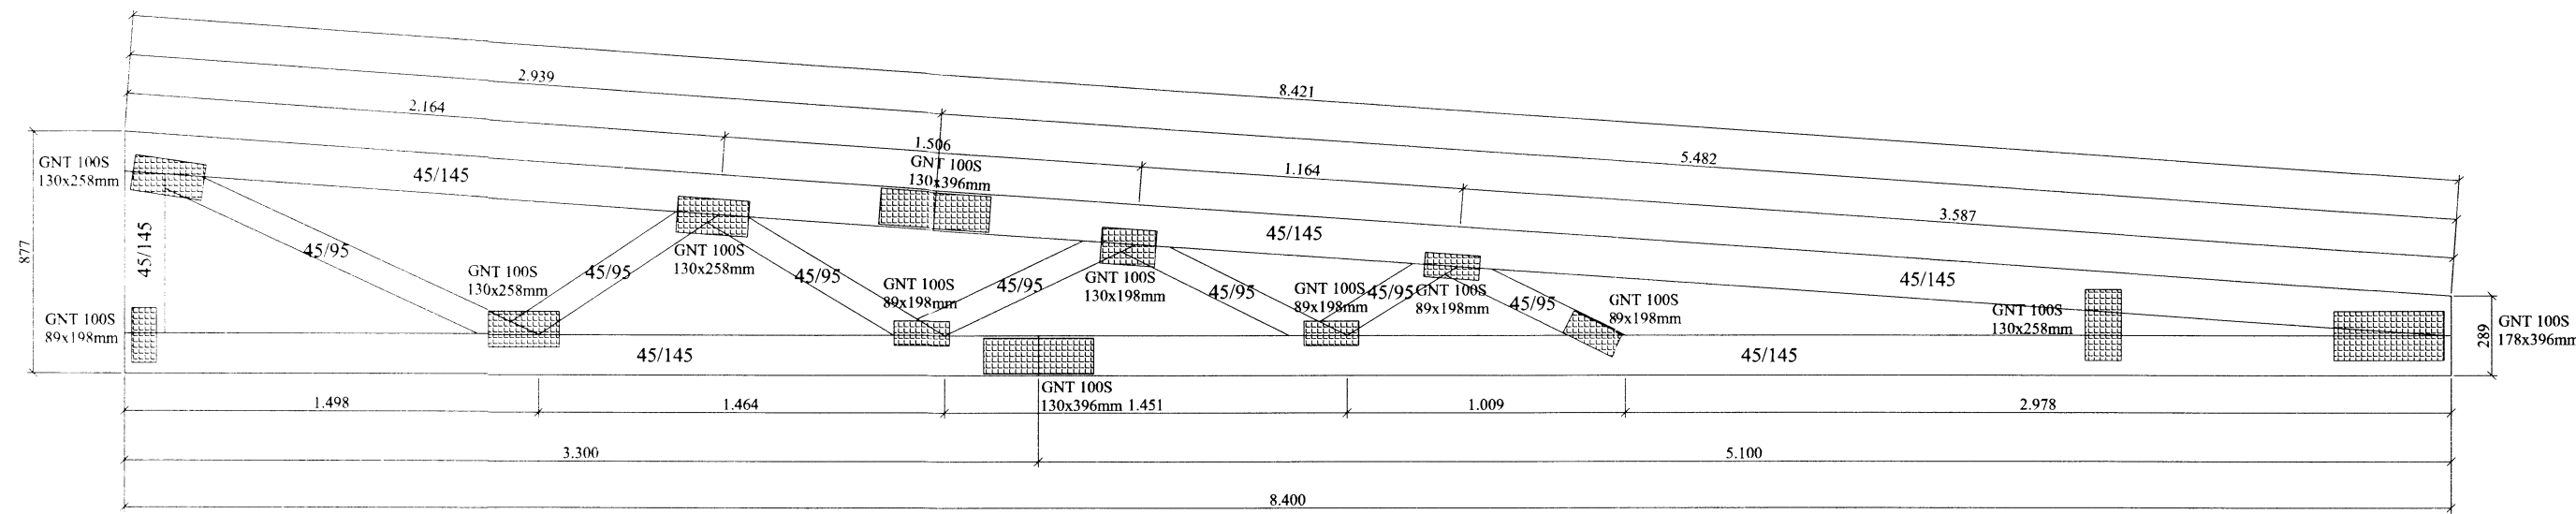 2.939
8.421
2.164
1.506
5.482
1.164
3.587
GNT 100S
130x258mm
45/145
GNT 100S
130x396mm
45/145
45/145
877
45/145
45/95
GNT 100S
130x258mm
45/95
GNT 100S
130x258mm
45/95
GNT 100S
89x198mm
45/95
GNT 100S
130x198mm
45/95
GNT 100S
89x198mm
45/95
GNT 100S
89x198mm
45/95
GNT 100S
89x198mm
GNT 100S
130x258mm
289
GNT 100S
178x396mm
GNT 100S
89x198mm
45/145
45/145
GNT 100S
130x396mm
1.498
1.464
1.451
1.009
2.978
3.300
5.100
8.400